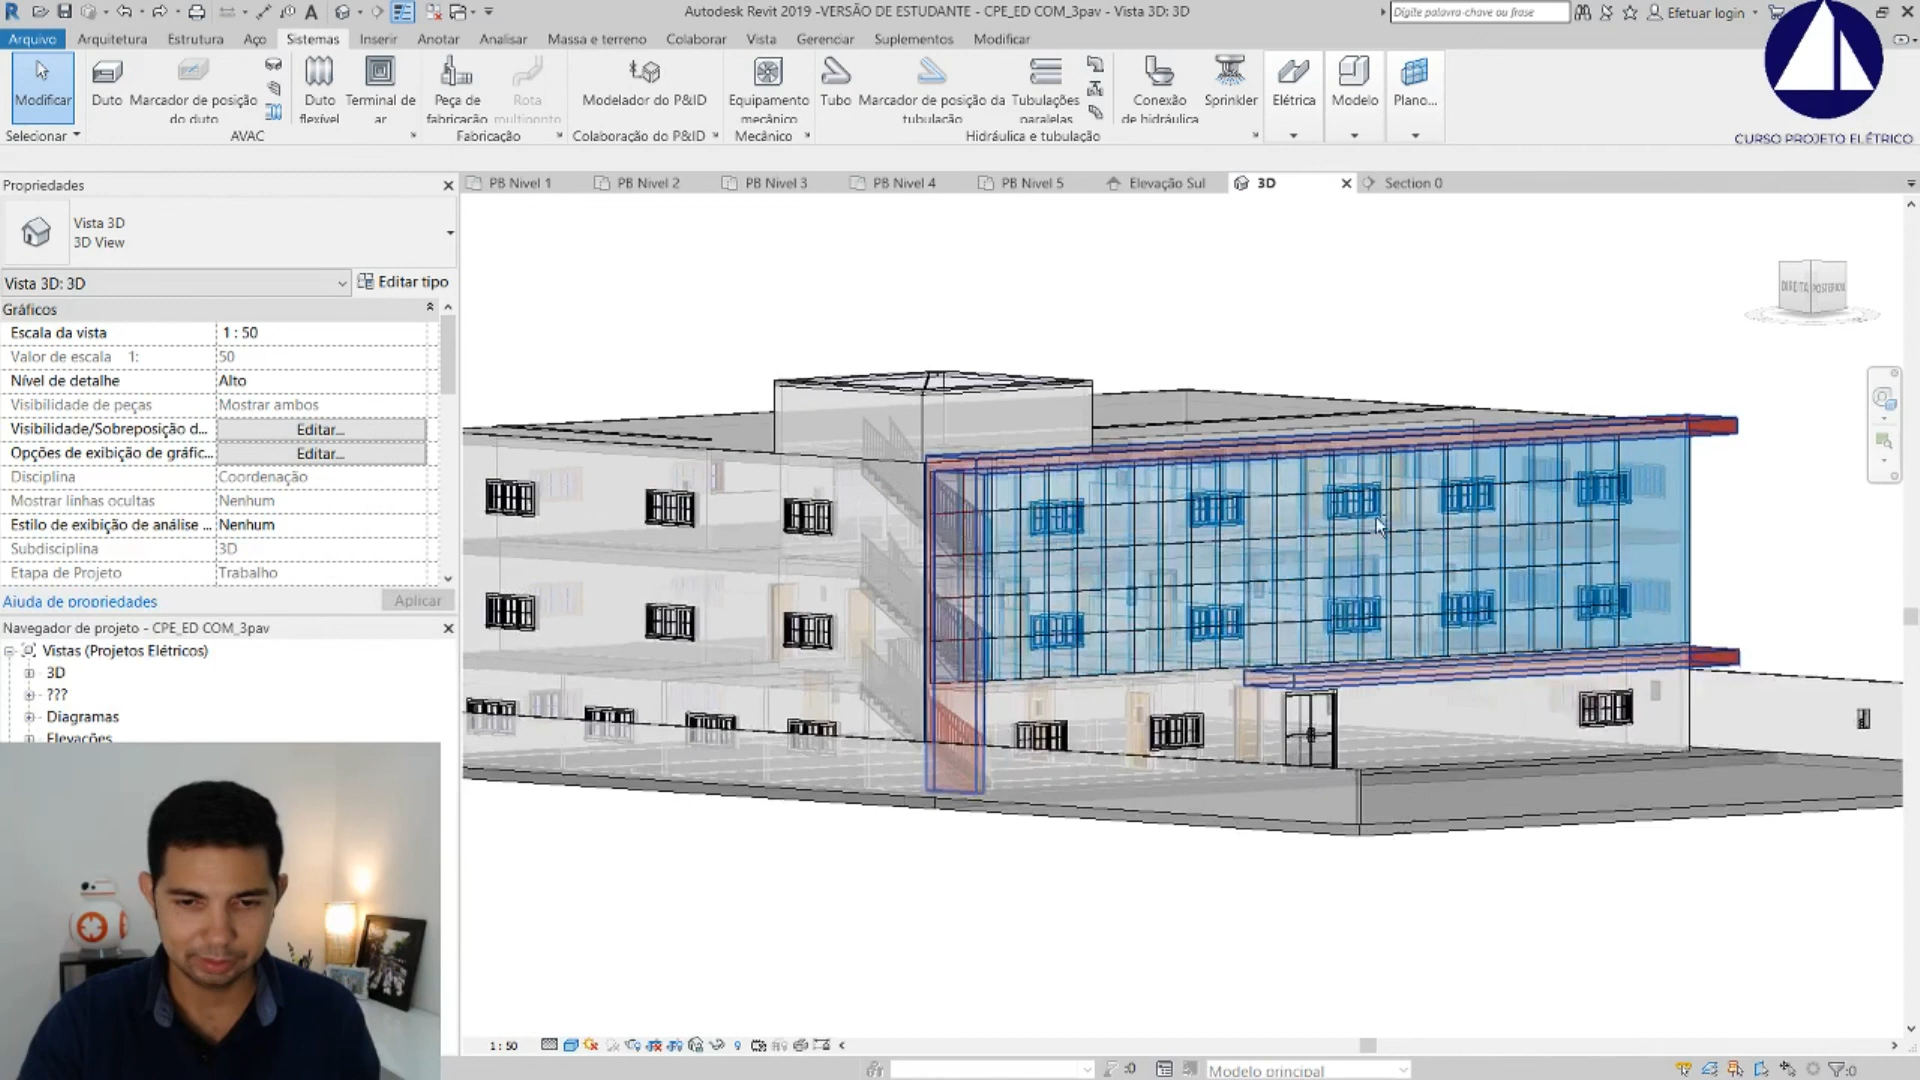 Autodesk Revit 2019 -VERSÃO DE ESTUDANTE - CPE_ED COM_3pav - Vista 3D: 3D
Digite palavra-chave ou frase
Efetuar login
Arquivo Arquitetura Estrutura Aço Sistemas Inserir Anotar Analisar Massa e terreno Colaborar Vista Gerenciar Suplementos Modificar
Modificar Duto Marcador de posição do duto Duto flexível Terminal de ar Peça de fabricação Rota multiponto Modelador do P&ID Equipamento mecânico Tubo Marcador de posição da tubulação Tubulações paralelas Conexão de hidráulica Sprinkler Elétrica Modelo Plano...
Selecionar AVAC Fabricação Colaboração do P&ID Mecânico Hidráulica e tubulação
CURSO PROJETO ELÉTRICO
Propriedades
PB Nivel 1 PB Nivel 2 PB Nivel 3 PB Nivel 4 PB Nivel 5 Elevação Sul 3D Section 0
Vista 3D
3D View
Vista 3D: 3D Editar tipo
Gráficos
Escala da vista 1 : 50
Valor de escala 1: 50
Nível de detalhe Alto
Visibilidade de peças Mostrar ambos
Visibilidade/Sobreposição d... Editar...
Opções de exibição de gráfic... Editar...
Disciplina Coordenação
Mostrar linhas ocultas Nenhum
Estilo de exibição de análise ... Nenhum
Subdisciplina 3D
Etapa de Projeto Trabalho
Ajuda de propriedades Aplicar
Navegador de projeto - CPE_ED COM_3pav
Vistas (Projetos Elétricos)
3D
???
Diagramas
Elevações
DIREITA POSTERIOR
1 : 50
:0 Modelo principal :0